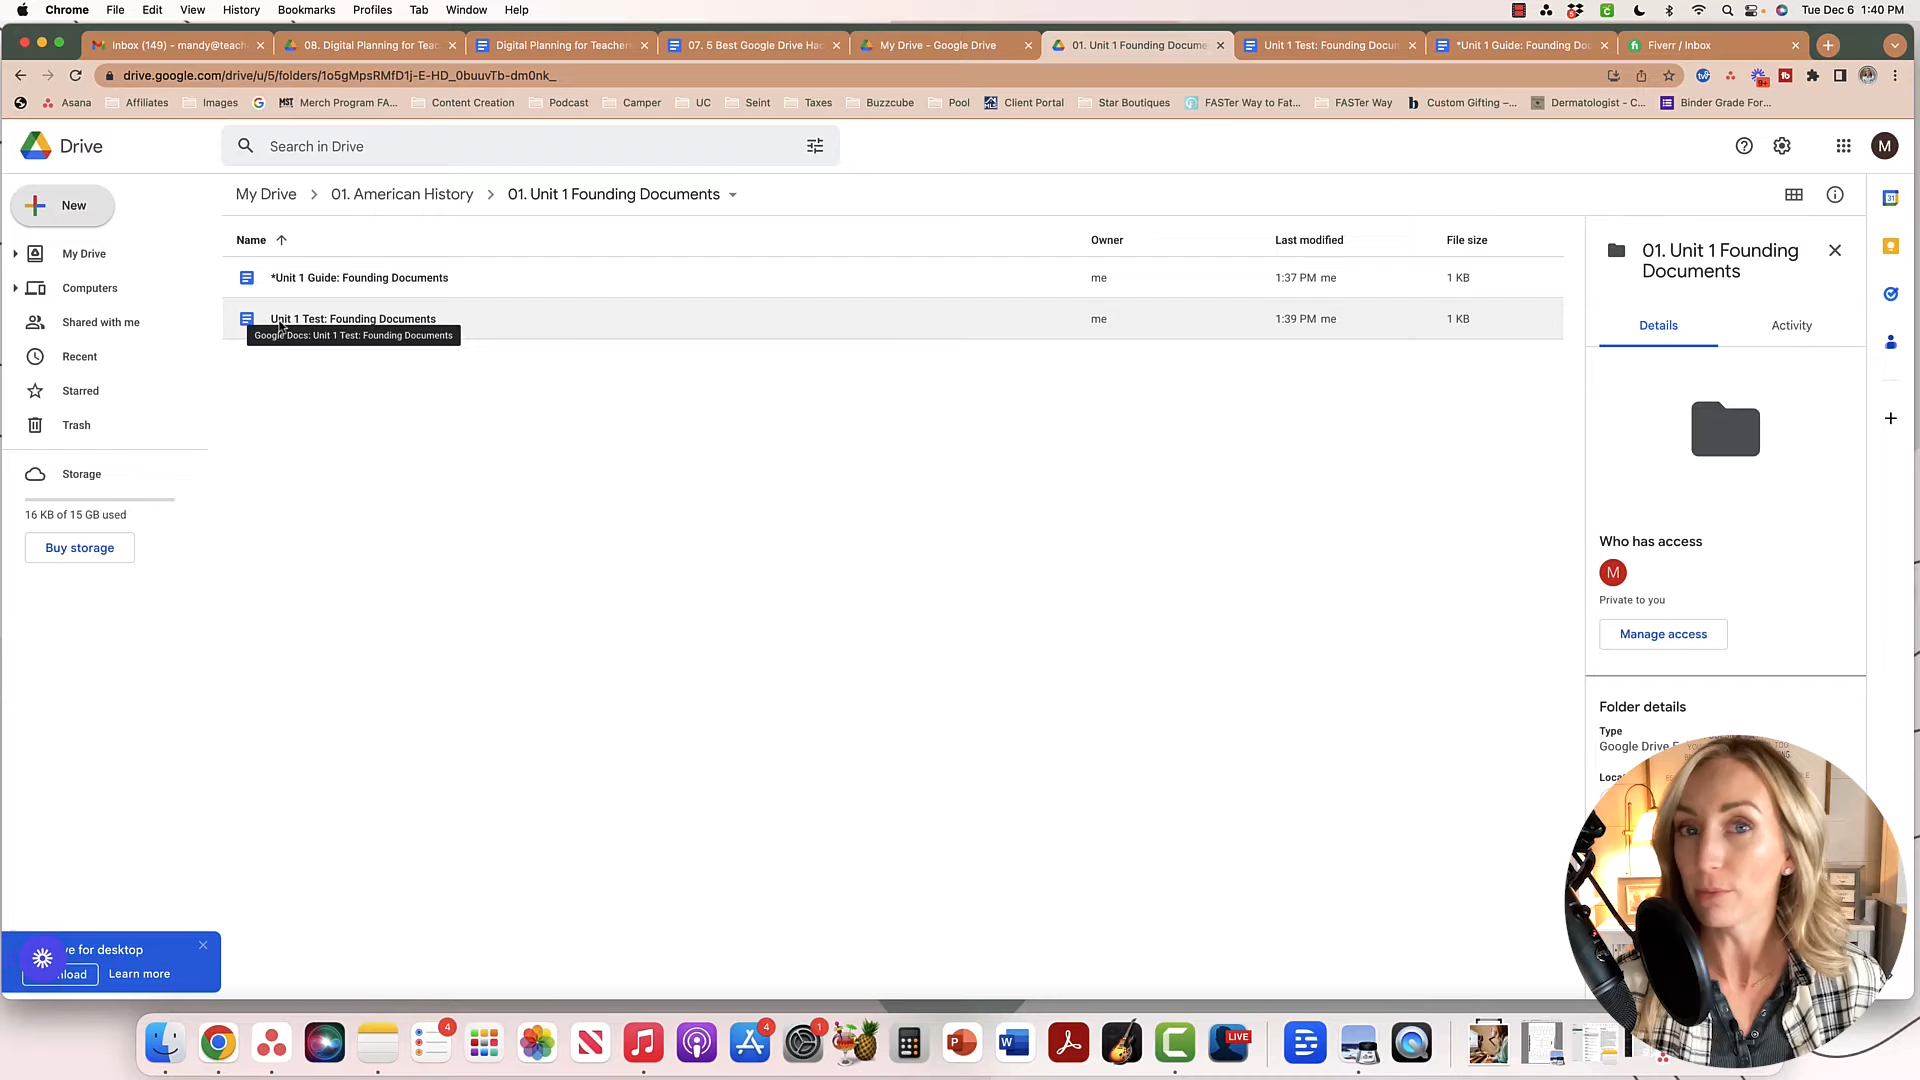 Chrome File Edit View History Bookmarks Profiles Tab Window Help Tue Dec 6 1:40 PM
Inbox (149) - mandy@teach 08. Digital Planning for Teac Digital Planning for Teachers 07. 5 Best Google Drive Hac My Drive - Google Drive 01. Unit 1 Founding Docume Unit 1 Test: Founding Docum *Unit 1 Guide: Founding Doc Fiverr / Inbox
drive.google.com/drive/u/5/folders/1o5gMpsRMfD1j-E-HD_0buuvTb-dm0nk_
9+
Asana Affiliates Images Merch Program FA... Content Creation Podcast Camper UC Seint Taxes Buzzcube Pool Client Portal Star Boutiques FASTer Way to Fat... FASTer Way Custom Gifting –... Dermatologist - C... Binder Grade For...
Drive
Search in Drive
M
New
My Drive
Computers
Shared with me
Recent
Starred
Trash
Storage
16 KB of 15 GB used
Buy storage
My Drive > 01. American History > 01. Unit 1 Founding Documents
Name Owner Last modified File size
*Unit 1 Guide: Founding Documents me 1:37 PM me 1 KB
Unit 1 Test: Founding Documents me 1:39 PM me 1 KB
Google Docs: Unit 1 Test: Founding Documents
01. Unit 1 Founding
Documents
Details Activity
Who has access
M
Private to you
Manage access
Folder details
Type
Google Drive
31
ve for desktop
Learn more
4
4
1
LIVE